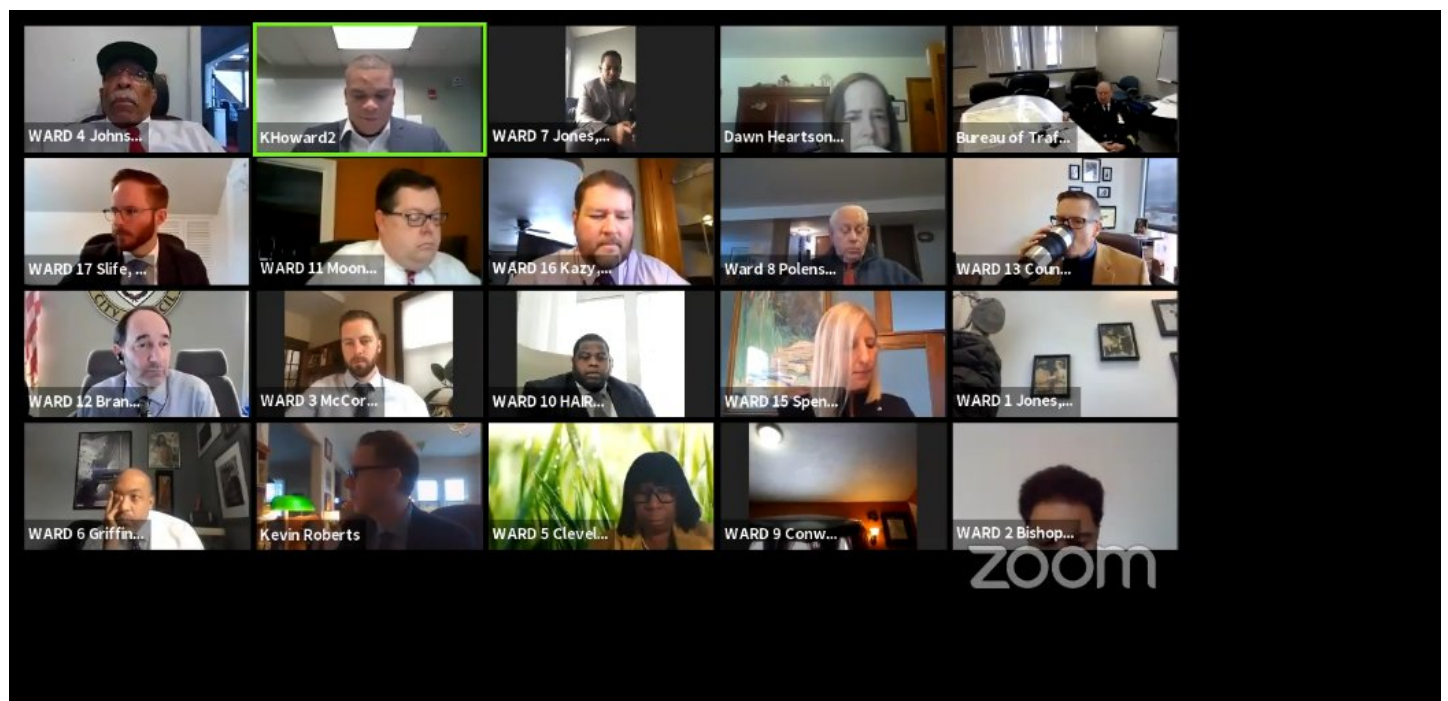 WARD 4 Johns...
KHoward2
WARD 7 Jones,...
Dawn Heartson...
Bureau of Traf...
WARD 17 Slife, ...
WARD 11 Moon...
WARD 16 Kazy,...
Ward 8 Polens...
WARD 13 Coun...
CITY CIL
WARD 12 Bran...
WARD 3 McCor...
WARD 10 HAIR...
WARD 15 Spen...
WARD 1 Jones,...
WARD 6 Griffin...
Kevin Roberts
WARD 5 Clevel...
WARD 9 Conw...
WARD 2 Bishop...
zoom